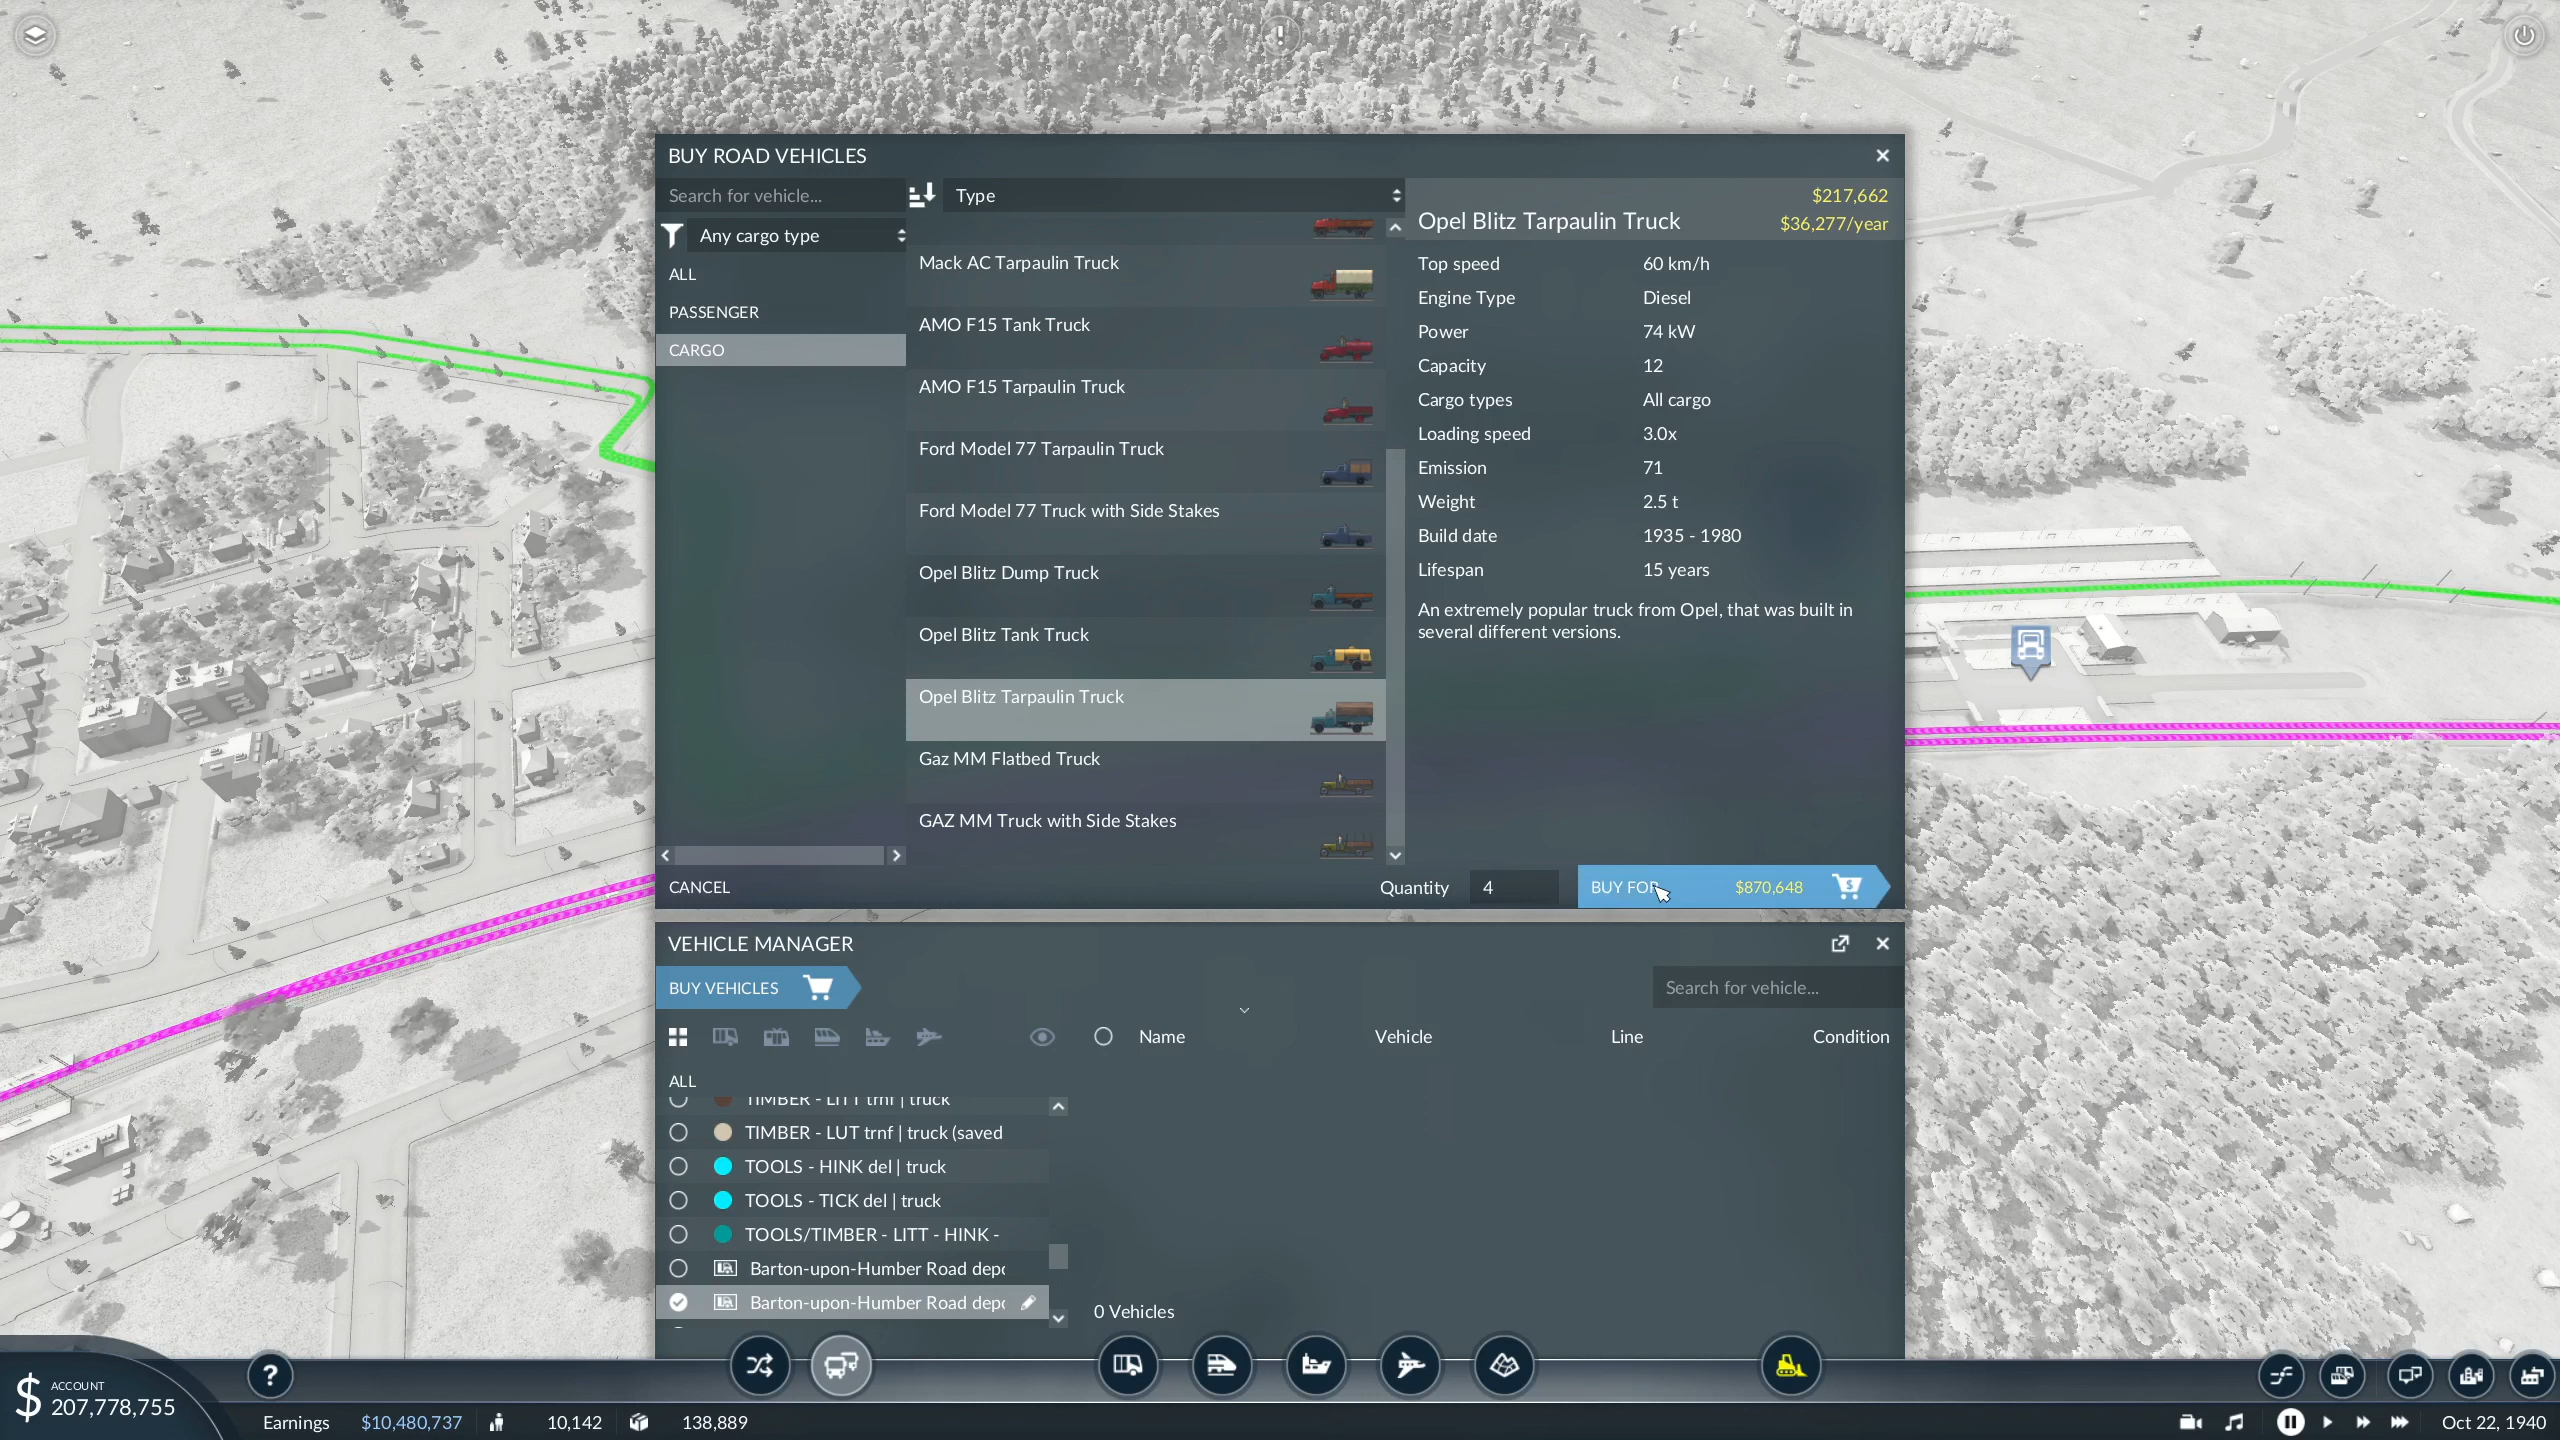 BUY ROAD VEHICLES
Search for vehicle...
Type
Any cargo type
ALL
PASSENGER
CARGO
Mack AC Tarpaulin Truck
AMO F15 Tank Truck
AMO F15 Tarpaulin Truck
Ford Model 77 Tarpaulin Truck
Ford Model 77 Truck with Side Stakes
Opel Blitz Dump Truck
Opel Blitz Tank Truck
Opel Blitz Tarpaulin Truck
Gaz MM Flatbed Truck
GAZ MM Truck with Side Stakes
$217,662
Opel Blitz Tarpaulin Truck
$36,277/year
Top speed 60 km/h
Engine Type Diesel
Power 74 kW
Capacity 12
Cargo types All cargo
Loading speed 3.0x
Emission 71
Weight 2.5 t
Build date 1935 - 1980
Lifespan 15 years
An extremely popular truck from Opel, that was built in
several different versions.
CANCEL
Quantity 4
BUY FOR $870,648
VEHICLE MANAGER
BUY VEHICLES
Search for vehicle...
Name Vehicle Line Condition
ALL
TIMBER - LITT trnf | truck
TIMBER - LUT trnf | truck (saved
TOOLS - HINK del | truck
TOOLS - TICK del | truck
TOOLS/TIMBER - LITT - HINK -
Barton-upon-Humber Road depo
Barton-upon-Humber Road depo
0 Vehicles
?
$ ACCOUNT
207,778,755
Earnings $10,480,737 10,142 138,889
Oct 22, 1940